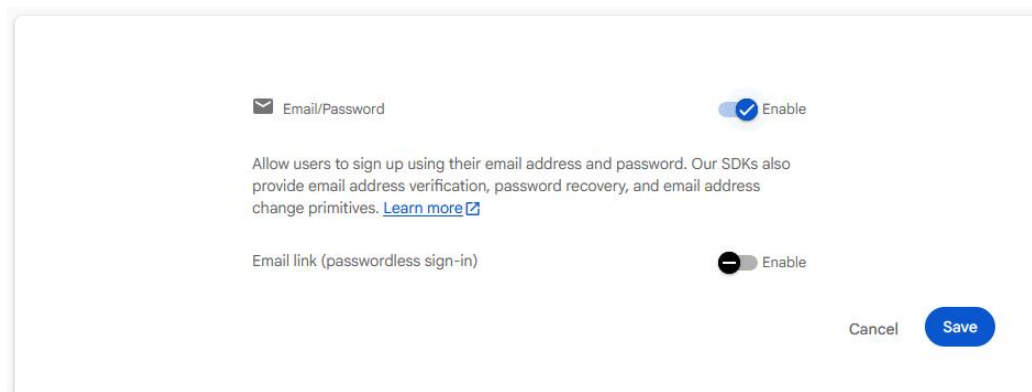 Email/Password
Enable
Allow users to sign up using their email address and password. Our SDKs also
provide email address verification, password recovery, and email address
change primitives. Learn more
Email link (passwordless sign-in)
Enable
Cancel
Save